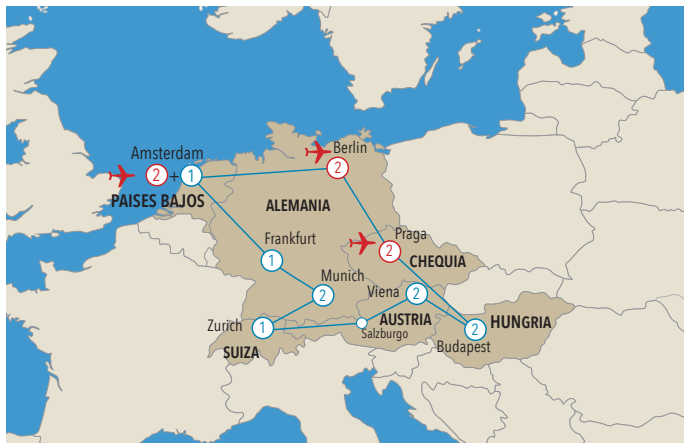 Amsterdam
2 + 1
PAISES BAJOS
Berlin
2
ALEMANIA
Frankfurt
1
Praga
2
CHEQUIA
Munich
2
Viena
2
Zurich
1
SUIZA
Salzburgo
AUSTRIA
HUNGRIA
2
Budapest